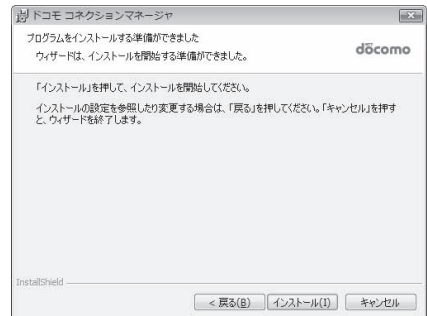 ドコモ コネクションマネージャ
プログラムをインストールする準備ができました
ウィザードは、インストールを開始する準備ができました。
döcomo
「インストール」を押して、インストールを開始してください。
インストールの設定を参照したり変更する場合は、「戻る」を押してください。「キャンセル」を押す
と、ウィザードを終了します。
InstallShield
< 戻る(B)
インストール(I)
キャンセル